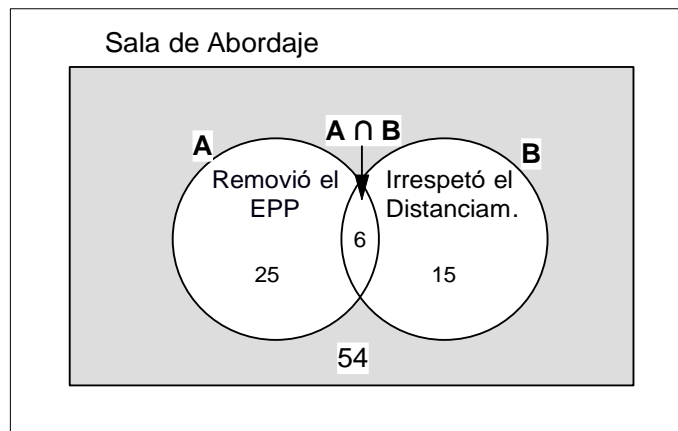 Sala de Abordaje
A ∩ B
A
B
Removió el
EPP
Irrespetó el
Distanciam.
6
25
15
54